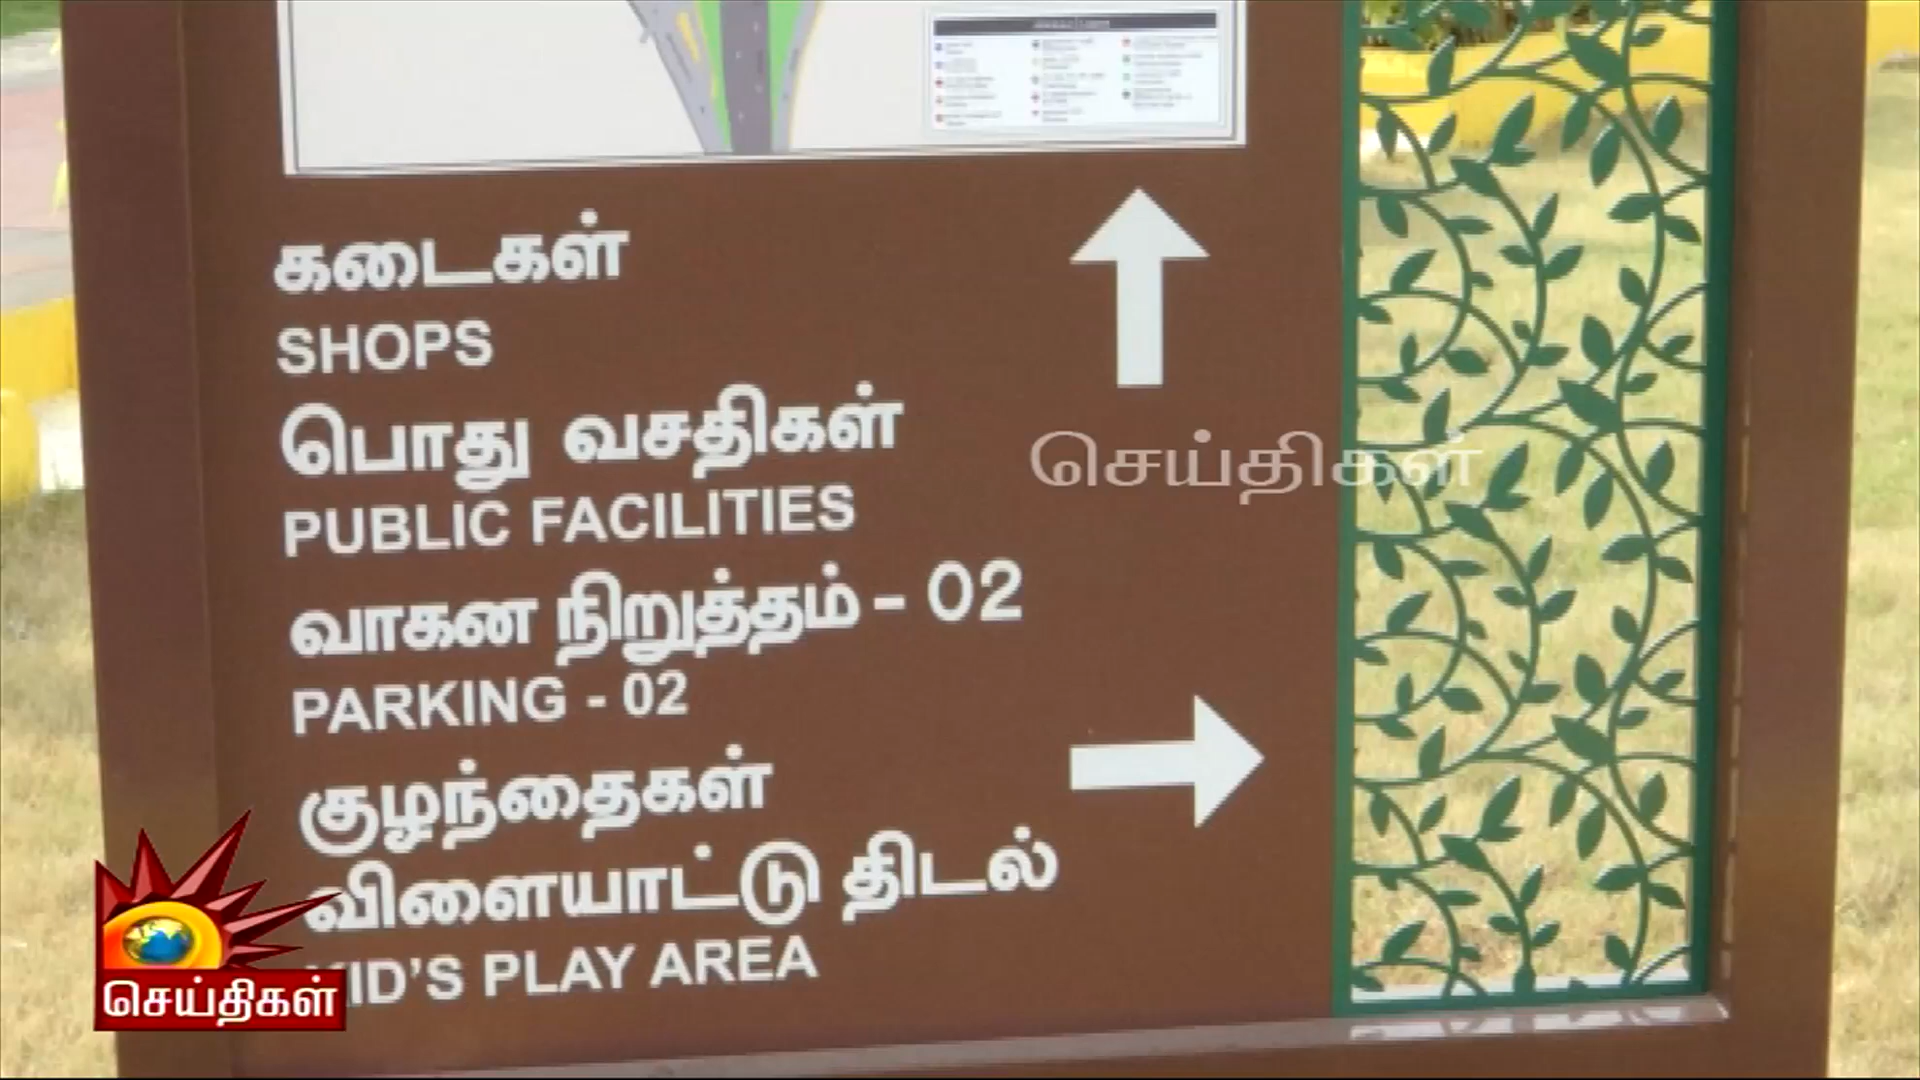 கடைகள்
SHOPS
பொது வசதிகள்
PUBLIC FACILITIES
செய்திகள்
வாகன நிறுத்தம் - 02
PARKING - 02
குழந்தைகள்
விளையாட்டு திடல்
KID'S PLAY AREA
செய்திகள்